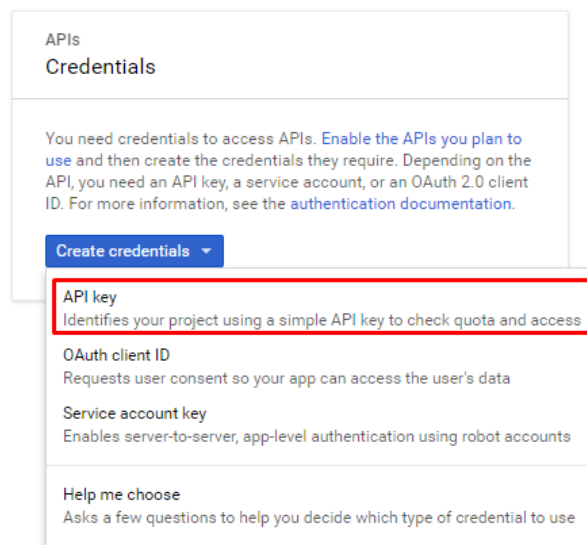 APIs
Credentials
You need credentials to access APIs. Enable the APIs you plan to
use and then create the credentials they require. Depending on the
API, you need an API key, a service account, or an OAuth 2.0 client
ID. For more information, see the authentication documentation.
Create credentials
API key
Identifies your project using a simple API key to check quota and access
OAuth client ID
Requests user consent so your app can access the user's data
Service account key
Enables server-to-server, app-level authentication using robot accounts
Help me choose
Asks a few questions to help you decide which type of credential to use